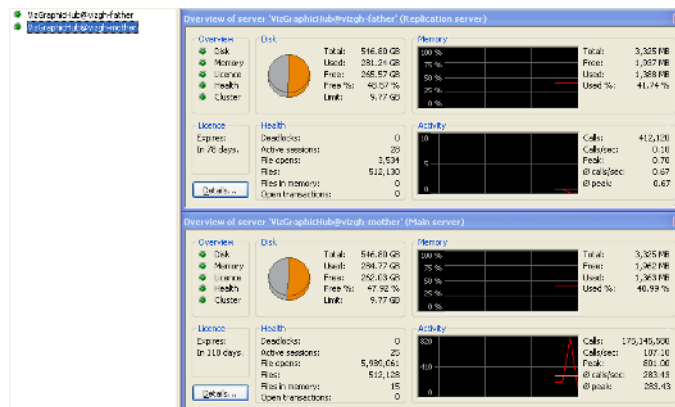 VizGraphicHub@vizgh-father
VizGraphicHub@vizgh-mother
Overview of server 'VizGraphicHub@vizgh-father' (Replication server)
Overview
Disk
Memory
Licence
Health
Cluster
Disk
Total: 546.80 GB
Used: 281.24 GB
Free: 265.57 GB
Free %: 48.57 %
Limit: 9.77 GB
Memory
100 %
75 %
50 %
25 %
0 %
Total: 3,325 MB
Free:
Used: 1,388 MB
Used %: 41.74 %
Licence
Expires:
In 78 days.
Details...
Health
Deadlocks: 0
Active sessions: 28
File opens: 3,534
Files: 512,130
Files in memory: 0
Open transactions: 0
Activity
10
5
0
Calls: 412,120
Calls/sec: 0.10
Peak: 0.70
Ø calls/sec: 0.67
Ø peak: 0.67
Overview of server 'VizGraphicHub@vizgh-mother' (Main server)
Overview
Disk
Memory
Licence
Health
Cluster
Disk
Total: 546.80 GB
Used: 284.77 GB
Free: 262.03 GB
Free %: 47.92 %
Limit: 9.77 GB
Memory
100 %
75 %
50 %
25 %
0 %
Total: 3,325 MB
Free: 1,962 MB
Used: 1,363 MB
Used %: 40.99 %
Licence
Expires:
In 110 days.
Details...
Health
Deadlocks: 0
Active sessions: 25
File opens: 5,989,061
Files: 512,128
Files in memory: 15
Open transactions: 0
Activity
820
410
0
Calls:
Calls/sec: 107.10
Peak: 801.00
Ø calls/sec: 283.43
Ø peak: 283.43